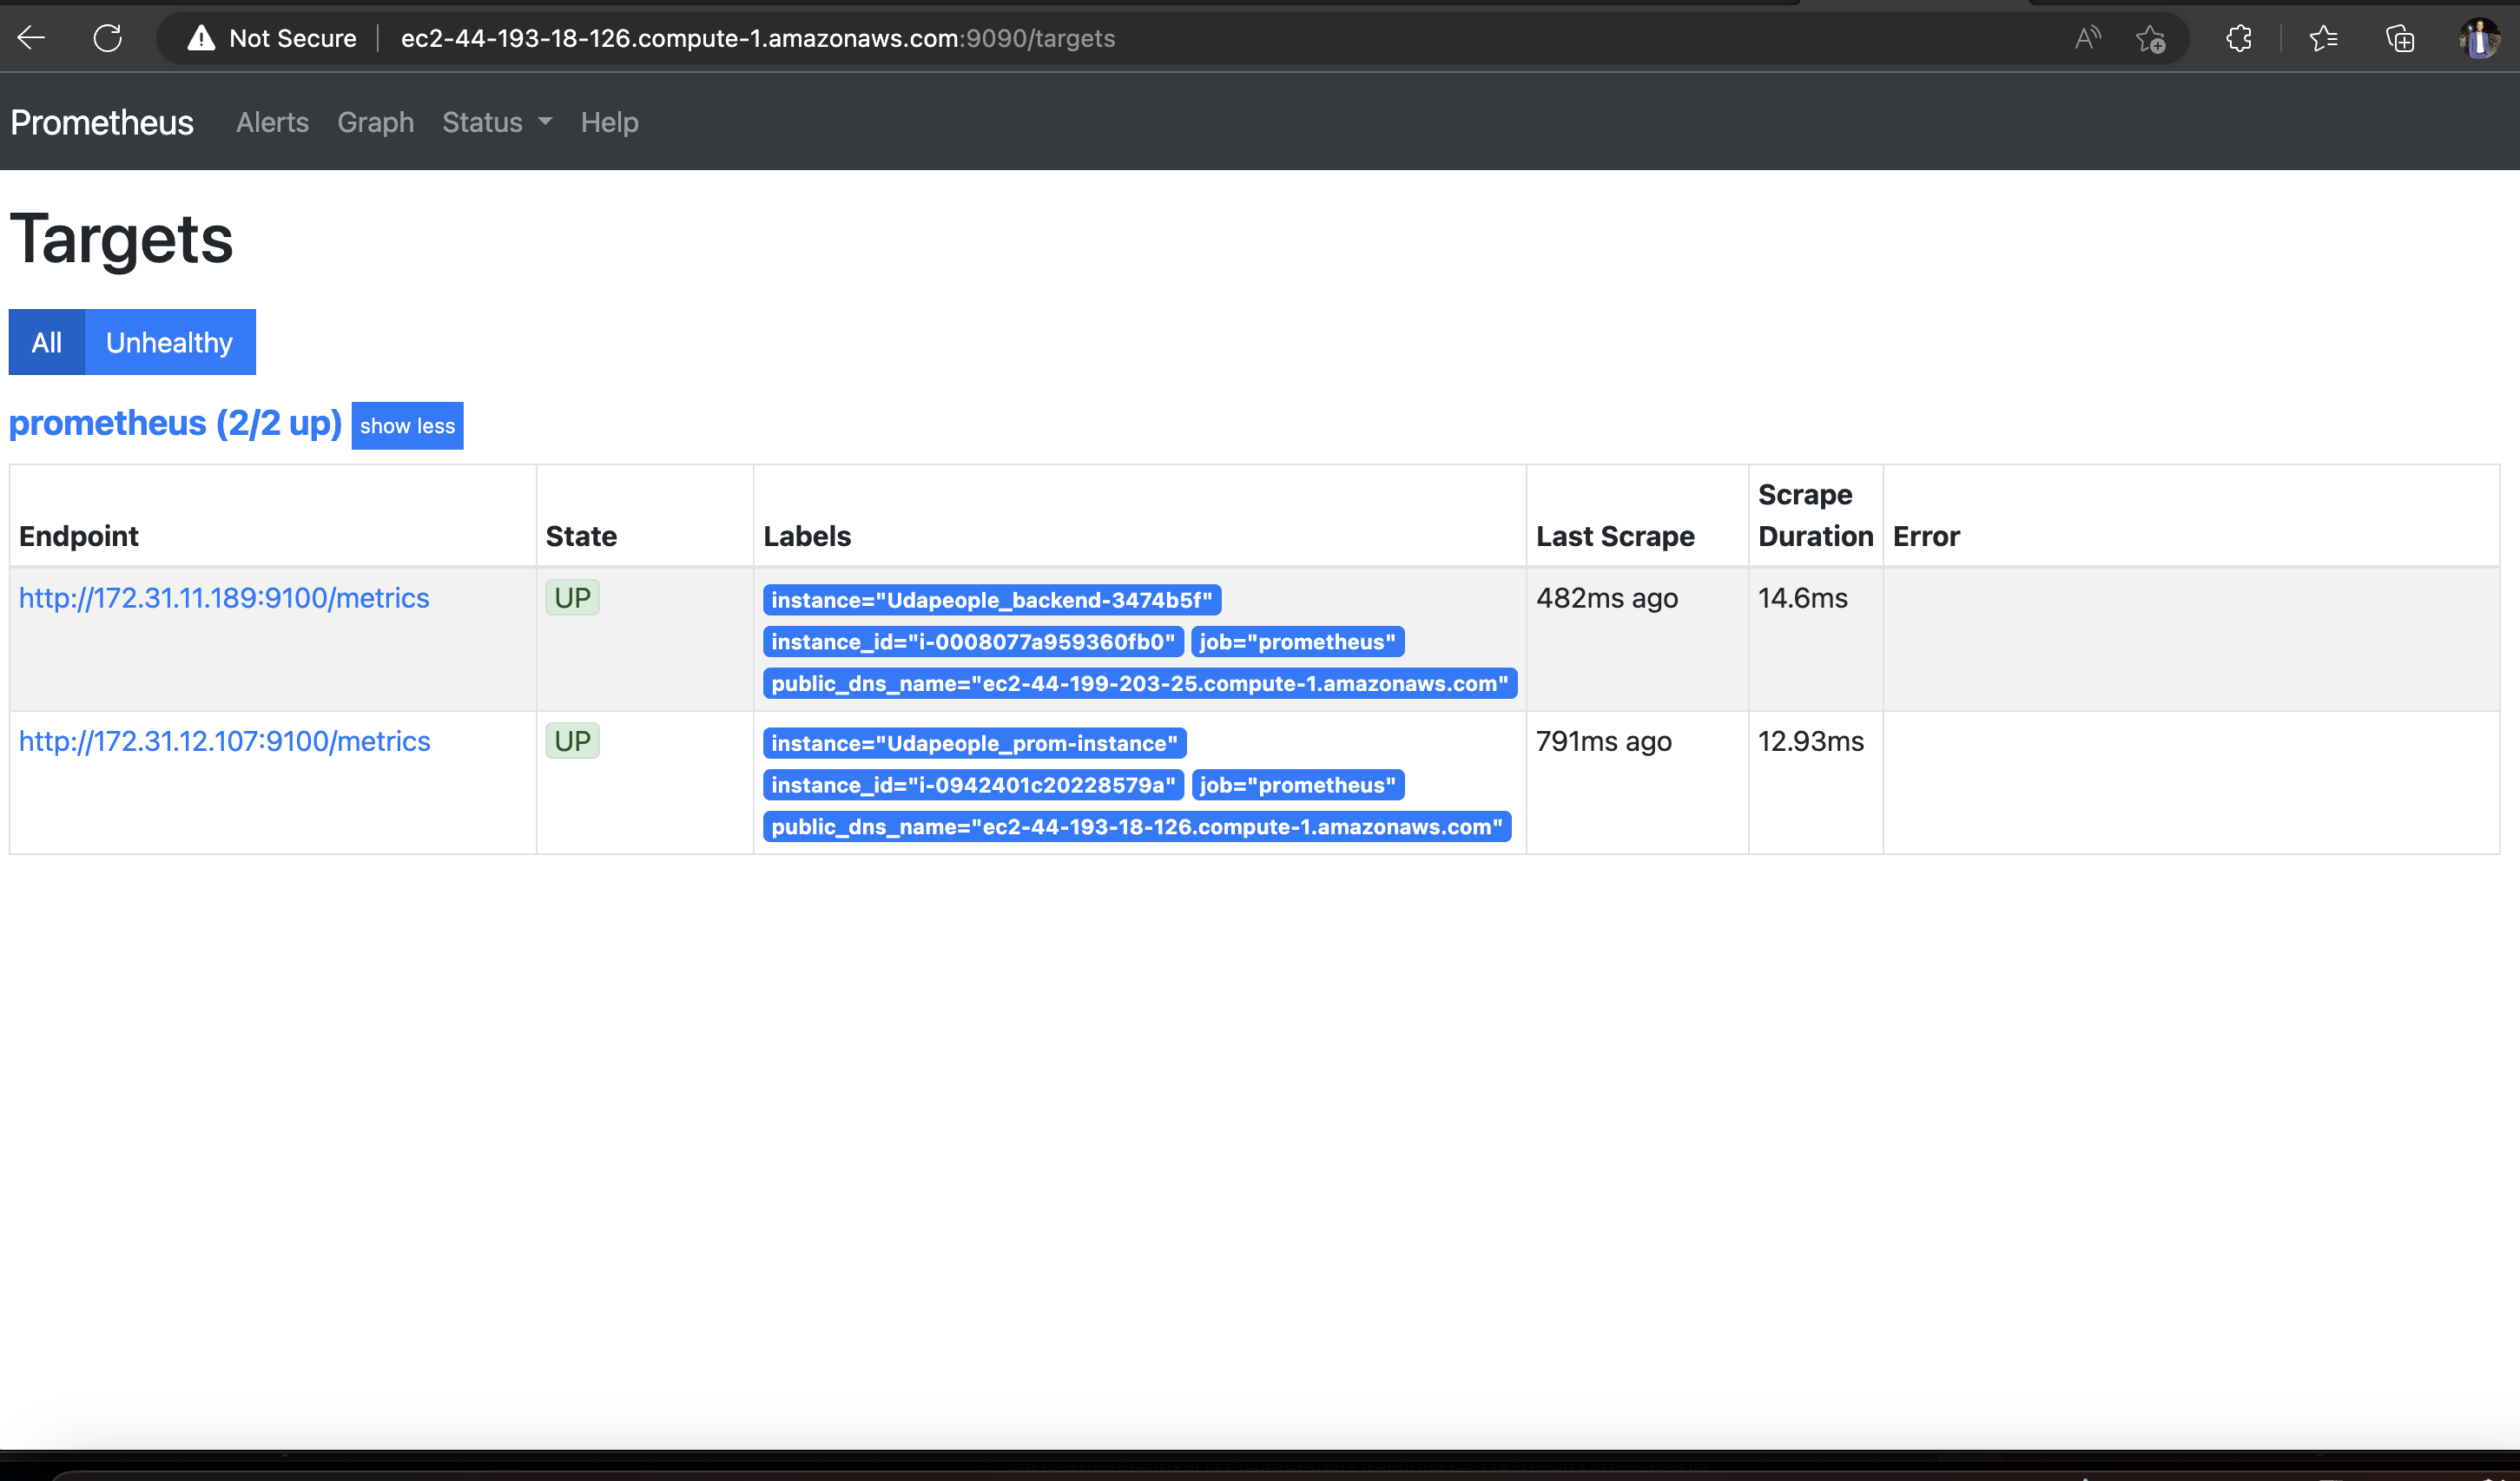 Not Secure ec2-44-193-18-126.compute-1.amazonaws.com:9090/targets
Prometheus Alerts Graph Status Help
Targets
All Unhealthy
prometheus (2/2 up) show less
Endpoint State Labels Last Scrape Scrape Duration Error
http://172.31.11.189:9100/metrics UP instance="Udapeople_backend-3474b5f" 482ms ago 14.6ms
instance_id="i-0008077a959360fb0" job="prometheus"
public_dns_name="ec2-44-199-203-25.compute-1.amazonaws.com"
http://172.31.12.107:9100/metrics UP instance="Udapeople_prom-instance" 791ms ago 12.93ms
instance_id="i-0942401c20228579a" job="prometheus"
public_dns_name="ec2-44-193-18-126.compute-1.amazonaws.com"